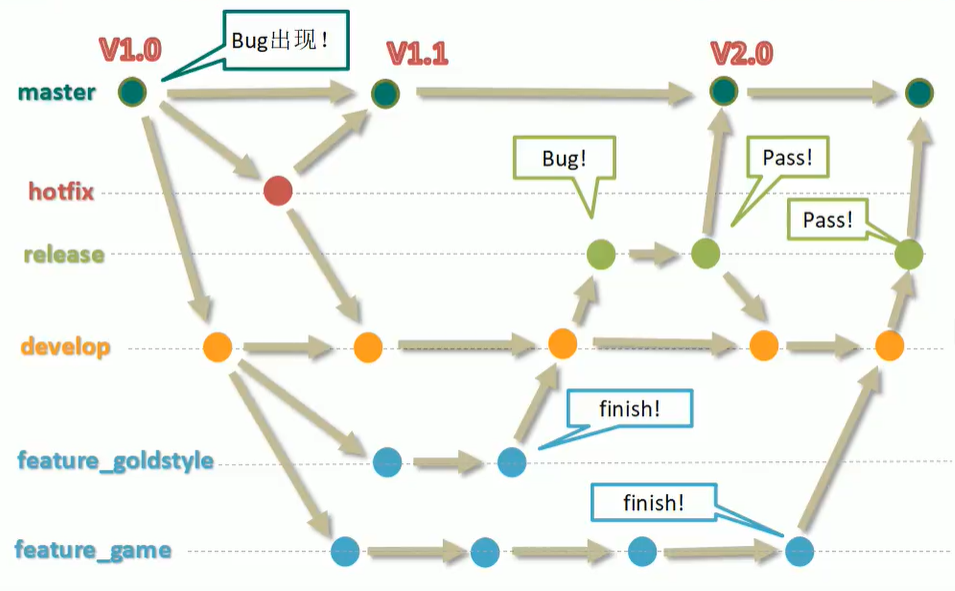 V1.0
Bug出现！
V1.1
V2.0
master
Bug!
Pass!
hotfix
Pass!
release
develop
finish!
feature_goldstyle
finish!
feature_game